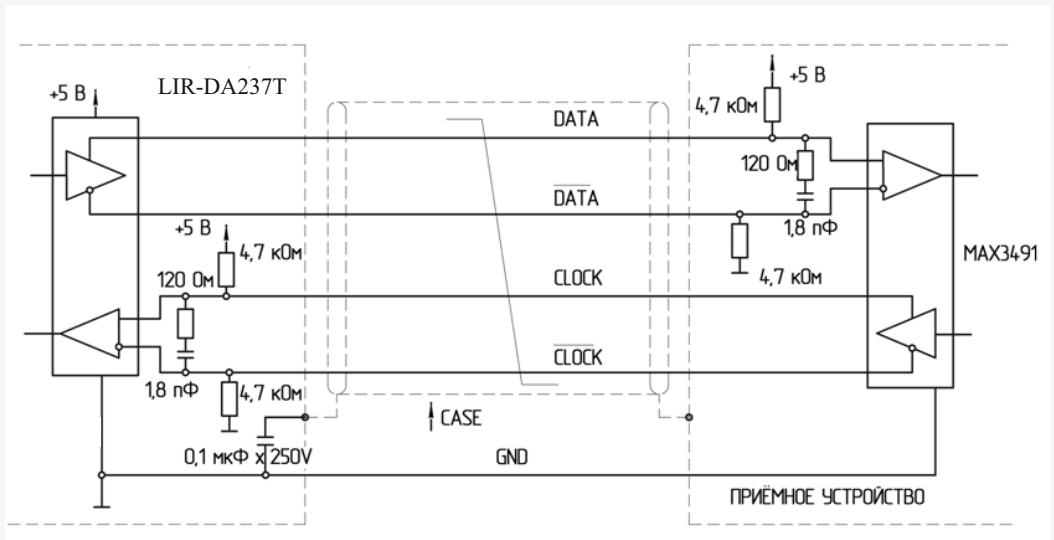 LIR-DA237T
+5 В
+5 В
4,7 кОм
DATA
120 Ом
DATA
1,8 пФ
+5 В
4,7 кОм
MAX3491
120 Ом
CLOCK
4,7 кОм
CLOCK
1,8 пФ
4,7 кОм
CASE
0,1 мкФ x 250V
GND
ПРИЁМНОЕ УСТРОЙСТВО